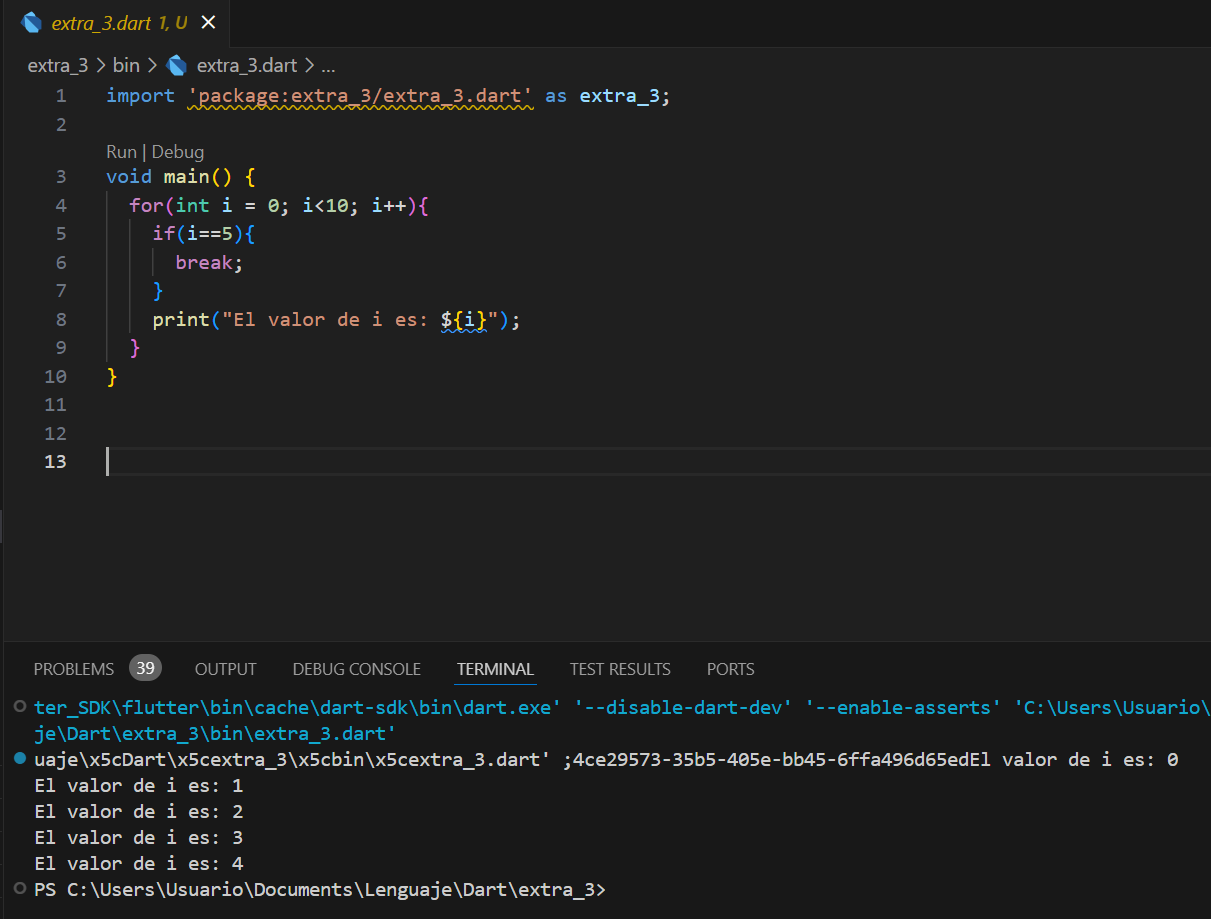 extra_3.dart 1, U
extra_3 > bin > extra_3.dart > ...
1 import 'package:extra_3/extra_3.dart' as extra_3;
2
Run | Debug
3 void main() {
4   for(int i = 0; i<10; i++){
5     if(i==5){
6       break;
7     }
8     print("El valor de i es: ${i}");
9   }
10 }
11
12
13
PROBLEMS 39 OUTPUT DEBUG CONSOLE TERMINAL TEST RESULTS PORTS
ter_SDK\flutter\bin\cache\dart-sdk\bin\dart.exe' '--disable-dart-dev' '--enable-asserts' 'C:\Users\Usuario\
je\Dart\extra_3\bin\extra_3.dart'
uaje\x5cDart\x5cextra_3\x5cbin\x5cextra_3.dart' ;4ce29573-35b5-405e-bb45-6ffa496d65edEl valor de i es: 0
El valor de i es: 1
El valor de i es: 2
El valor de i es: 3
El valor de i es: 4
PS C:\Users\Usuario\Documents\Lenguaje\Dart\extra_3>